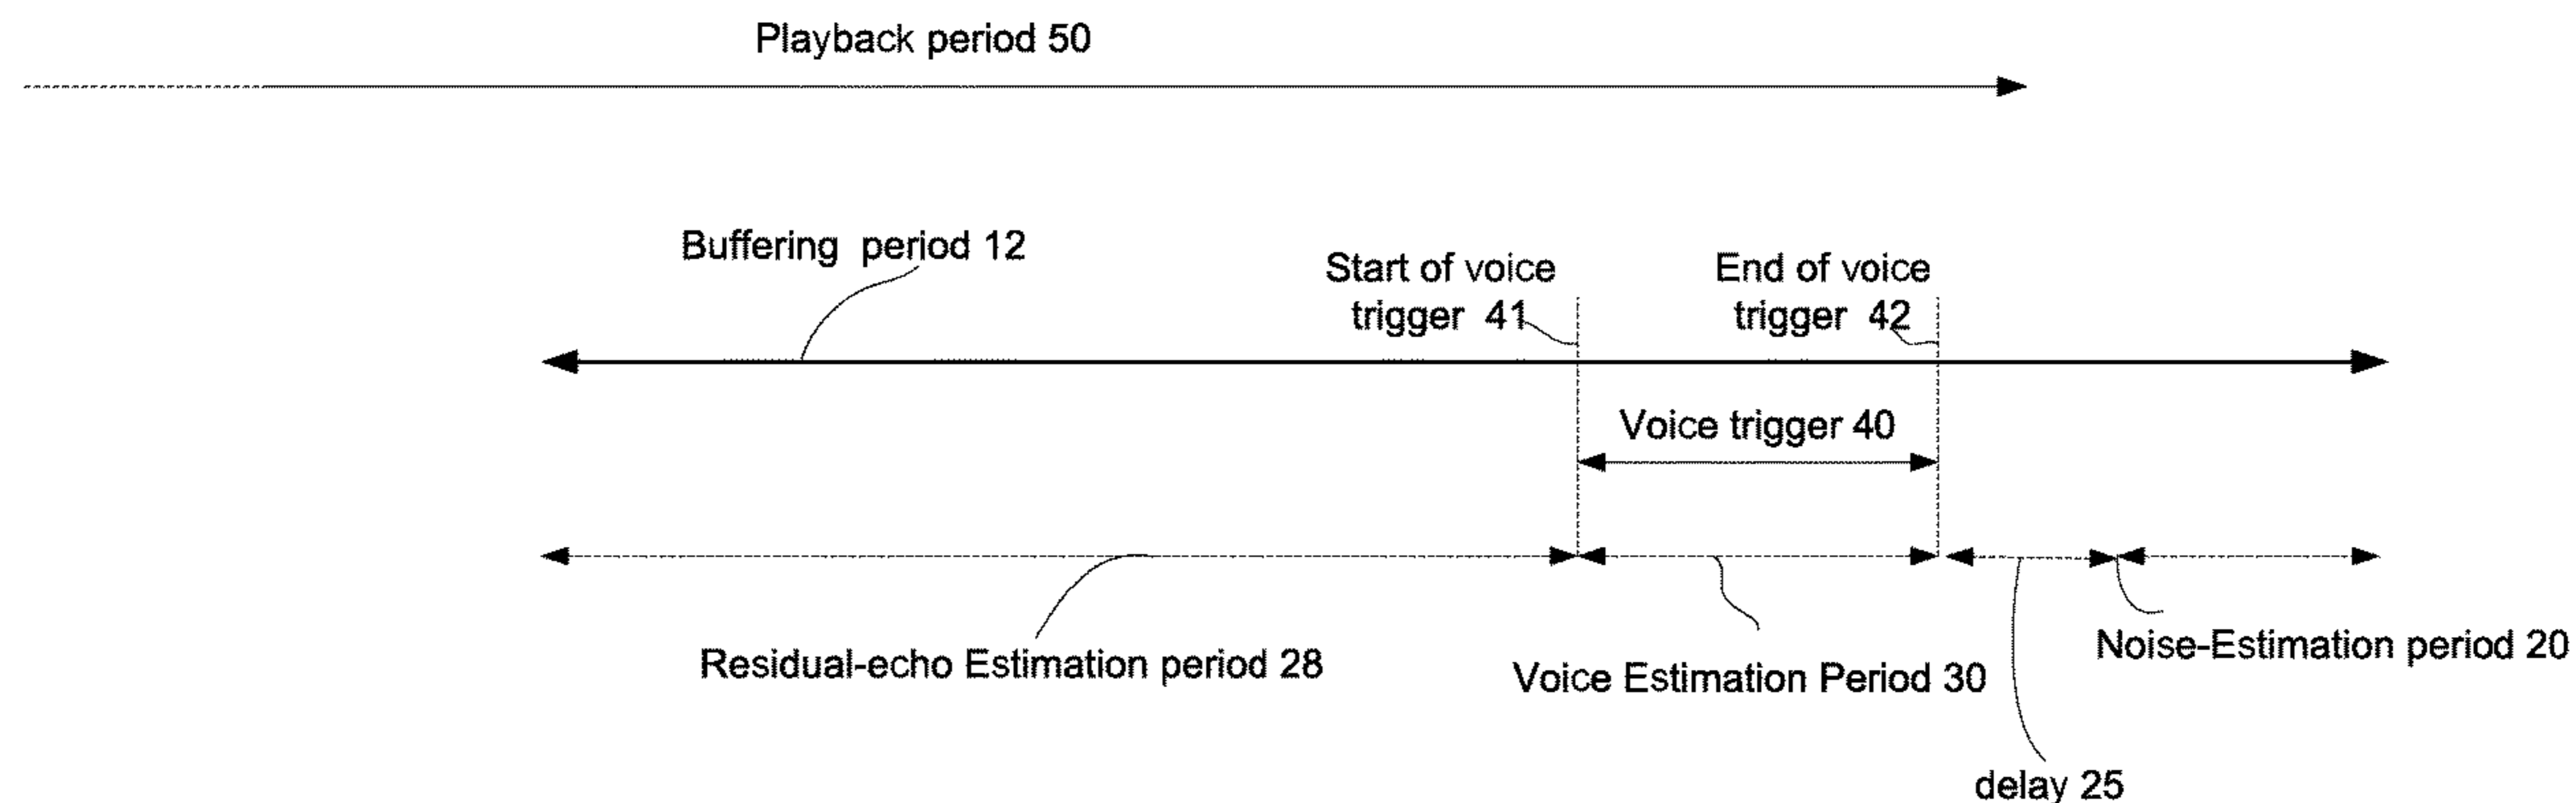 Playback period 50
Buffering period 12
Start of voice
trigger 41
End of voice
trigger 42
Voice trigger 40
Residual-echo Estimation period 28
Voice Estimation Period 30
Noise-Estimation period 20
delay 25